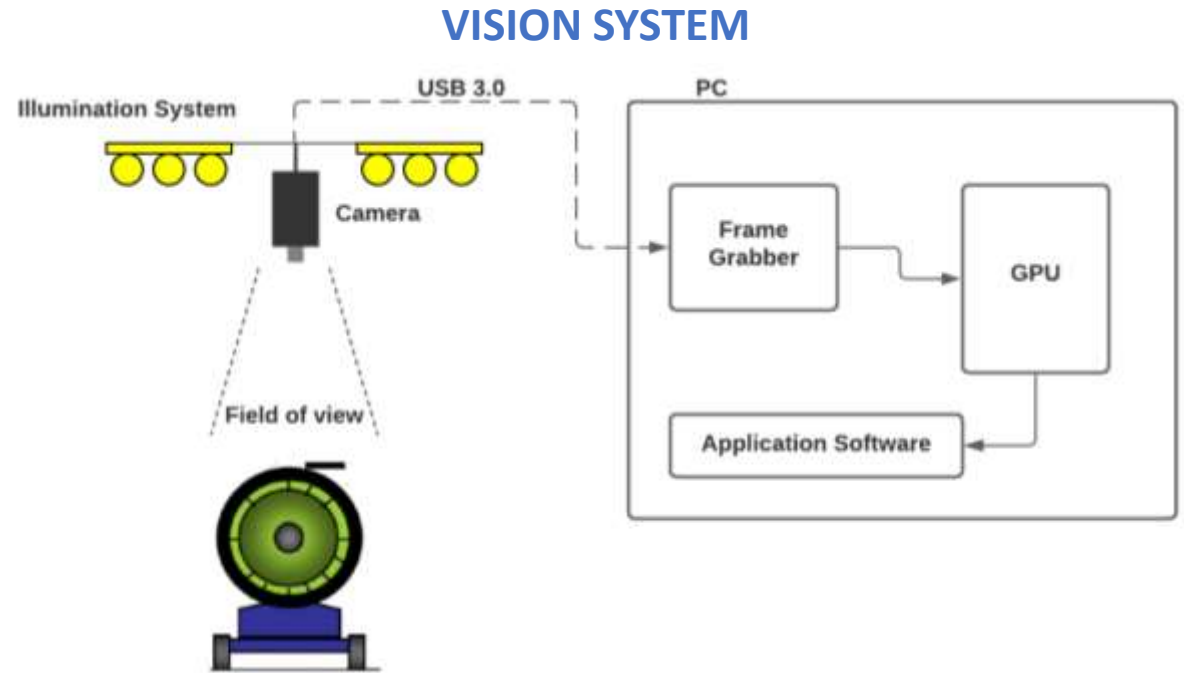 VISION SYSTEM
USB 3.0
PC
Illumination System
Camera
Frame
Grabber
GPU
Field of view
Application Software